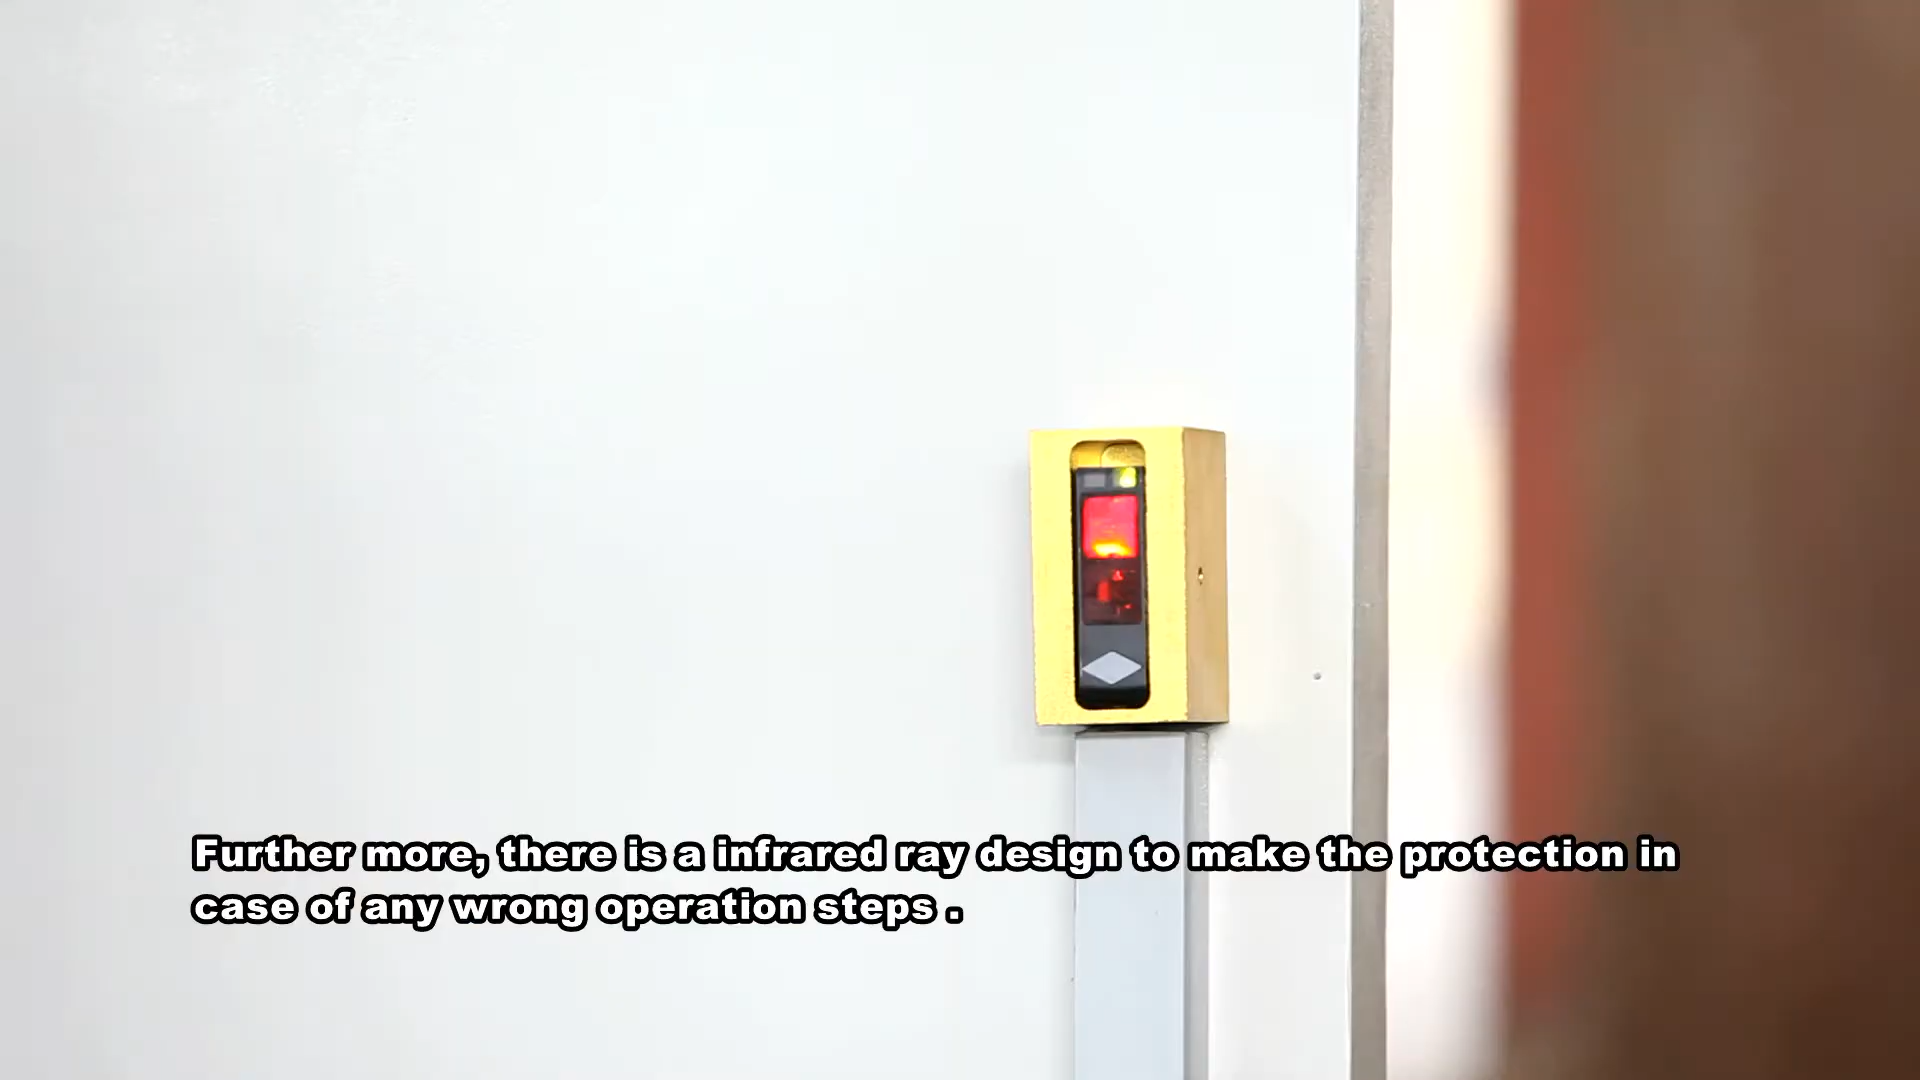 Further more, there is a infrared ray design to make the protection in
case of any wrong operation steps .